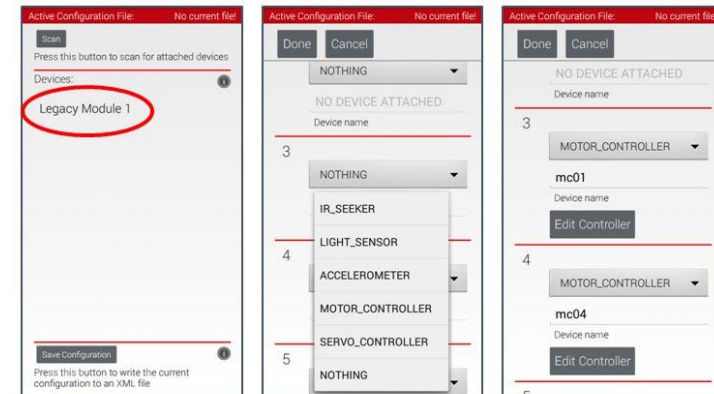 Active Configuration File: No current file!
Scan
Press this button to scan for attached devices
Devices:
Legacy Module 1
Save Configuration
Press this button to write the current
configuration to an XML file
Active Configuration File: No current file!
Done Cancel
NOTHING
NO DEVICE ATTACHED
Device name
3
NOTHING
IR_SEEKER
LIGHT_SENSOR
4
ACCELEROMETER
MOTOR_CONTROLLER
SERVO_CONTROLLER
5
NOTHING
Active Configuration File: No current file
Done Cancel
NO DEVICE ATTACHED
Device name
3
MOTOR_CONTROLLER
mc01
Device name
Edit Controller
4
MOTOR_CONTROLLER
mc04
Device name
Edit Controller